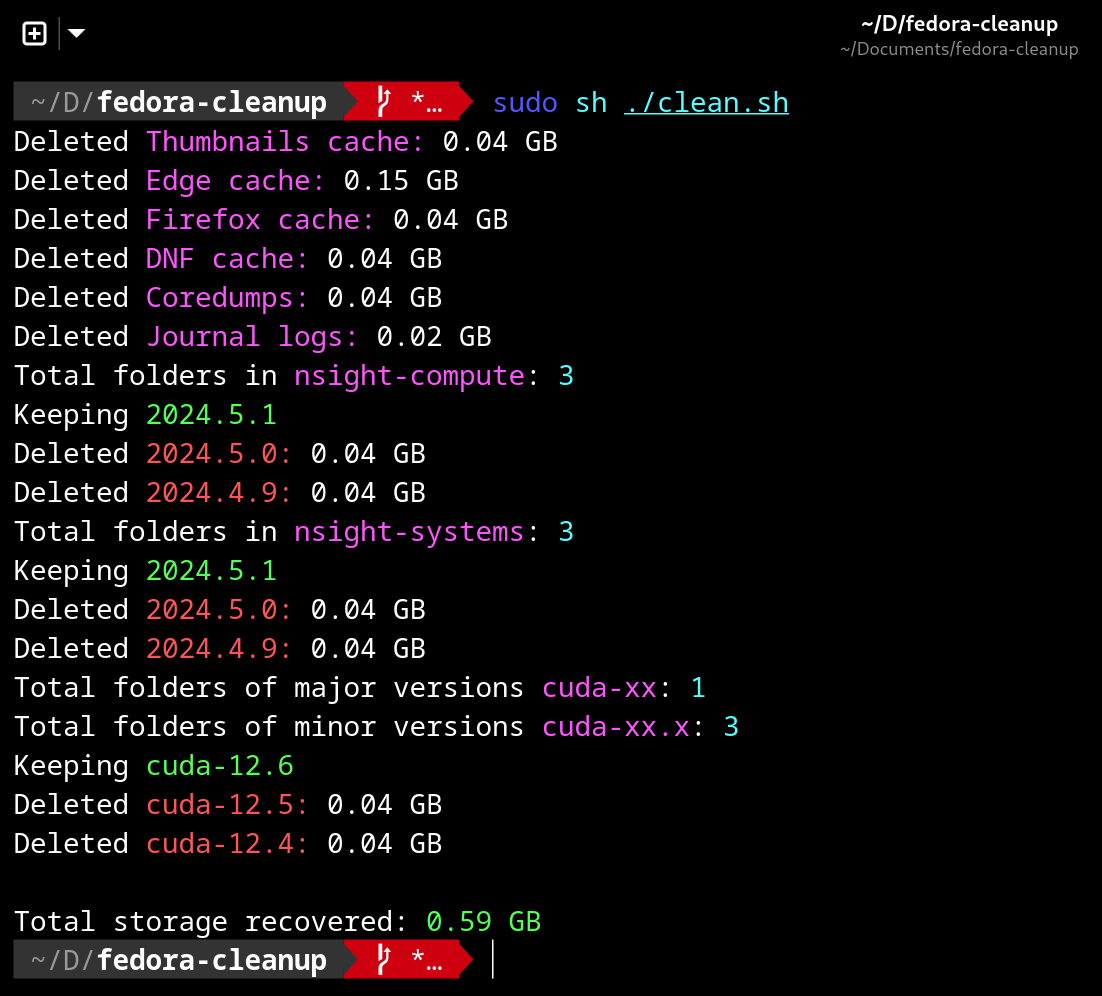 ~/D/fedora-cleanup
~/Documents/fedora-cleanup
~/D/fedora-cleanup *… sudo sh ./clean.sh
Deleted Thumbnails cache: 0.04 GB
Deleted Edge cache: 0.15 GB
Deleted Firefox cache: 0.04 GB
Deleted DNF cache: 0.04 GB
Deleted Coredumps: 0.04 GB
Deleted Journal logs: 0.02 GB
Total folders in nsight-compute: 3
Keeping 2024.5.1
Deleted 2024.5.0: 0.04 GB
Deleted 2024.4.9: 0.04 GB
Total folders in nsight-systems: 3
Keeping 2024.5.1
Deleted 2024.5.0: 0.04 GB
Deleted 2024.4.9: 0.04 GB
Total folders of major versions cuda-xx: 1
Total folders of minor versions cuda-xx.x: 3
Keeping cuda-12.6
Deleted cuda-12.5: 0.04 GB
Deleted cuda-12.4: 0.04 GB
Total storage recovered: 0.59 GB
~/D/fedora-cleanup *…